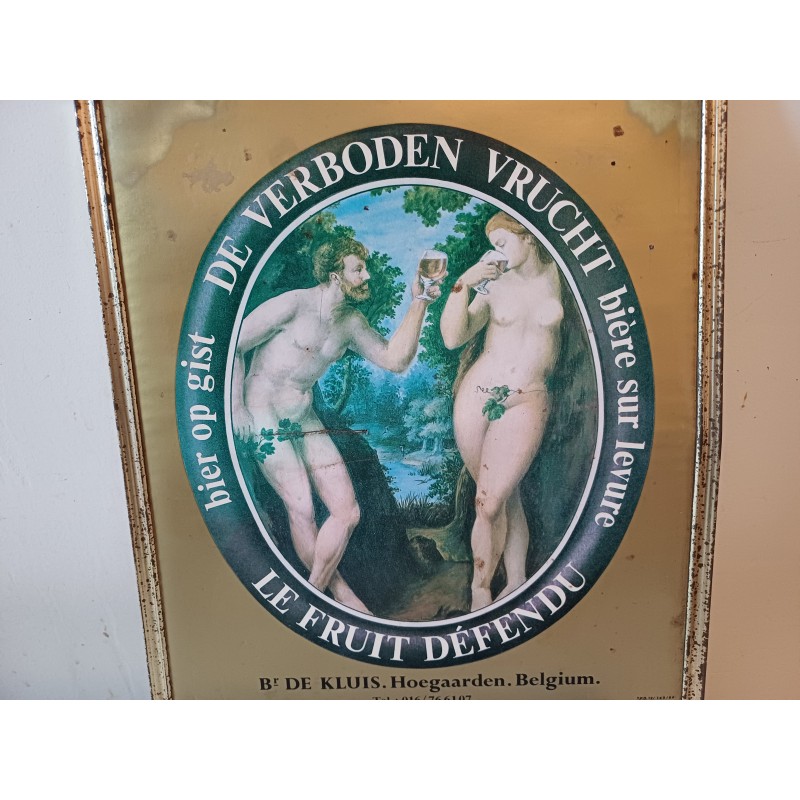 DE VERBODEN VRUCHT
bier op gist
bière sur levure
LE FRUIT DÉFENDU
Br DE KLUIS. Hoegaarden. Belgium.